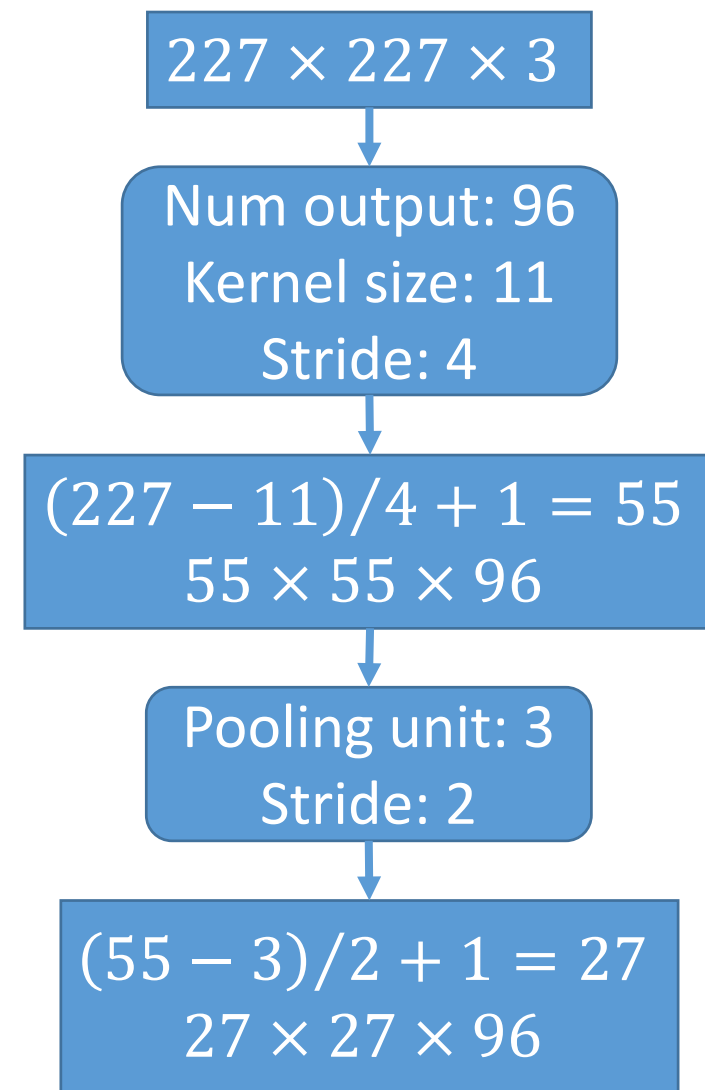 227 × 227 × 3
Num output: 96
Kernel size: 11
Stride: 4
(227 − 11)/4 + 1 = 55
55 × 55 × 96
Pooling unit: 3
Stride: 2
(55 − 3)/2 + 1 = 27
27 × 27 × 96